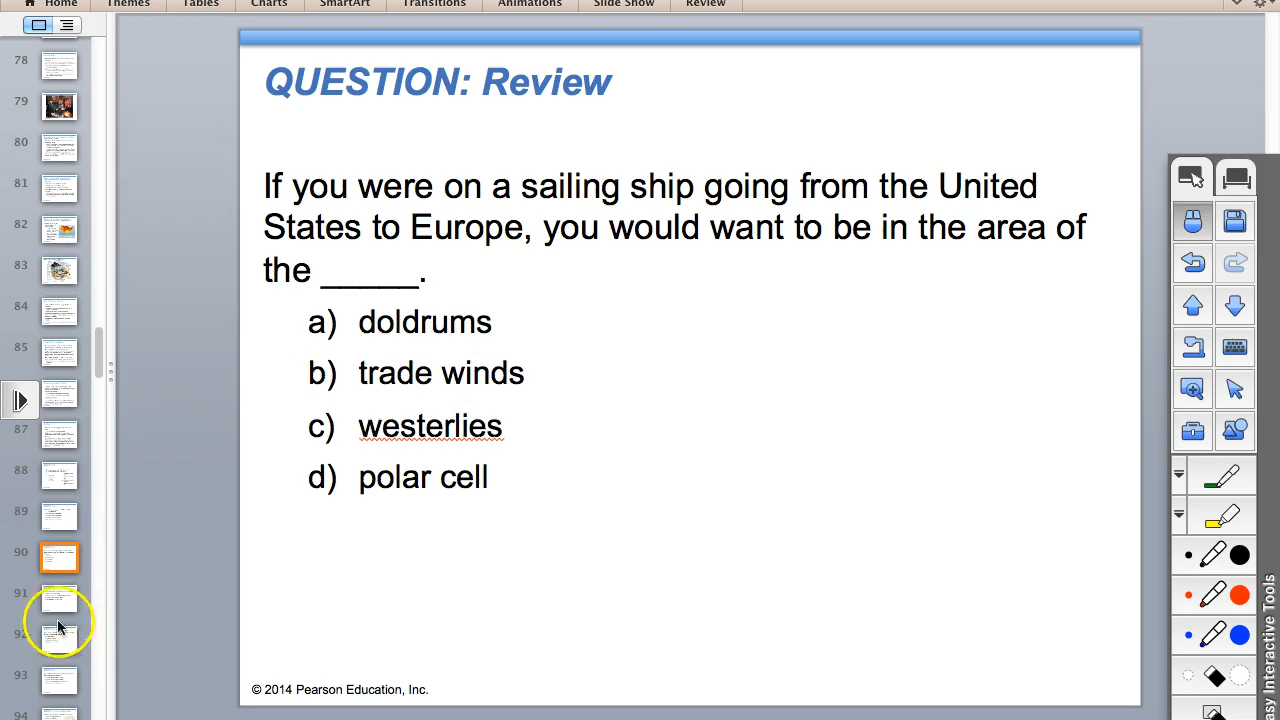 Home Themes Tables Charts SmartArt Transitions Animations Slide Show Review
78
79
80
81
82
83
84
85
87
88
89
90
91
92
93
94
QUESTION: Review
If you were on a sailing ship going from the United
States to Europe, you would want to be in the area of
the _____.
a) doldrums
b) trade winds
c) westerlies
d) polar cell
© 2014 Pearson Education, Inc.
Interactive Tools